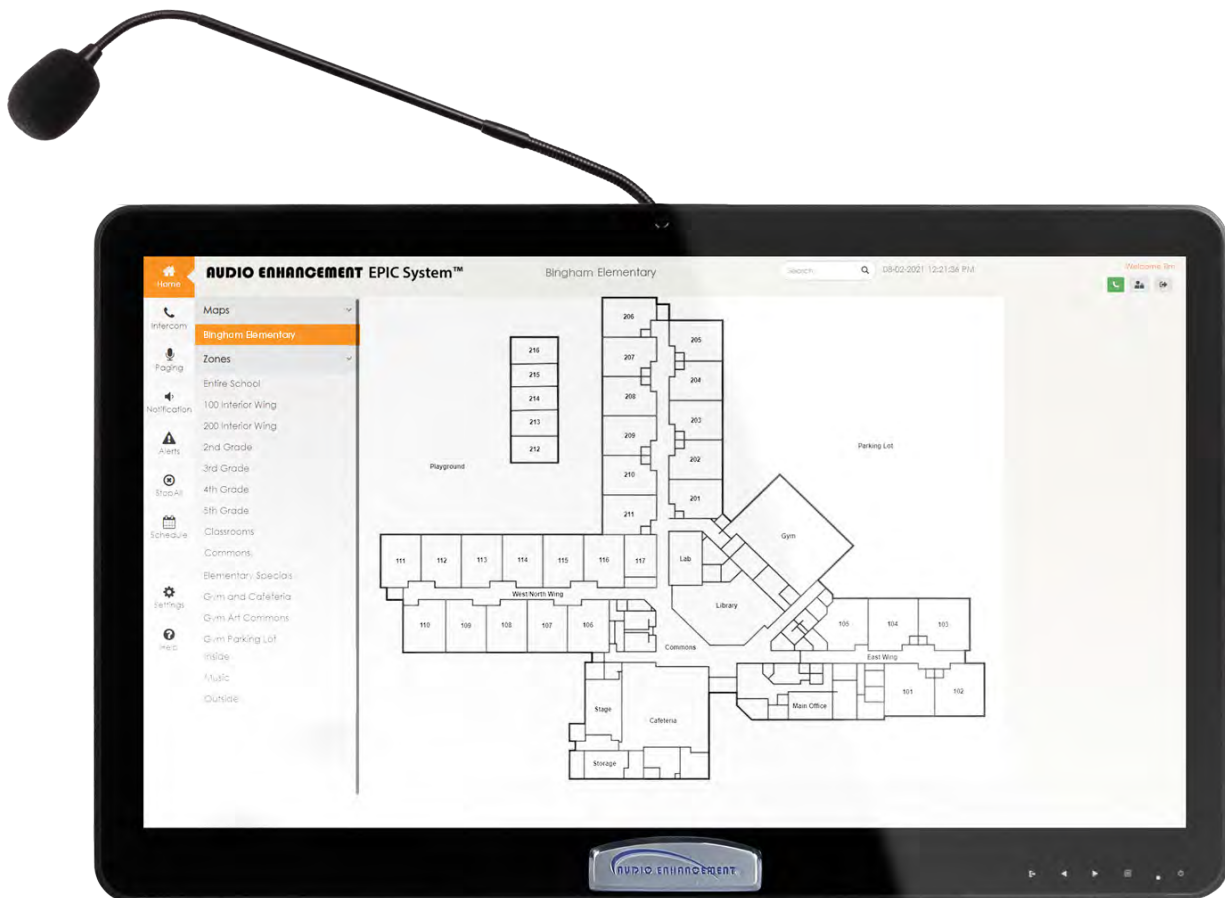 AUDIO ENHANCEMENT EPIC System™
Bingham Elementary
Search
08-02-2021 12:21:36 PM
Welcome Jim
Home
Intercom
Paging
Notification
Alerts
Stop All
Schedule
Settings
Help
Maps
Bingham Elementary
Zones
Entire School
100 Interior Wing
200 Interior Wing
2nd Grade
3rd Grade
4th Grade
5th Grade
Classrooms
Commons
Elementary Specials
Gym and Cafeteria
Gym Art Commons
Gym Parking Lot
Inside
Music
Outside
206
205
216
207
215
204
214
208
203
213
209
Parking Lot
212
202
Playground
210
201
211
Gym
111
112
113
114
115
116
117
Lab
West North Wing
Library
110
109
108
107
106
105
104
103
Commons
East Wing
101
102
Stage
Main Office
Cafeteria
Storage
AUDIO ENHANCEMENT